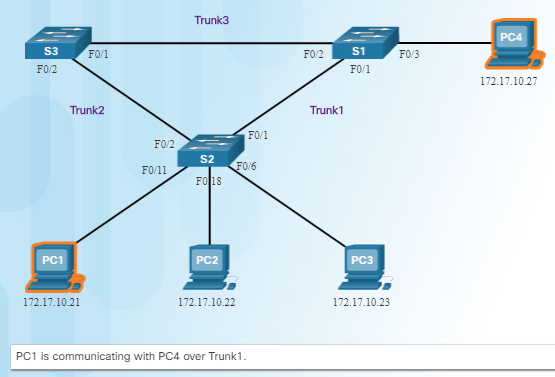 Trunk3
S3
F0/1
F0/2
S1
F0/3
PC4
F0/2
F0/1
172.17.10.27
Trunk2
Trunk1
F0/2
F0/1
S2
F0/11
F0/18
F0/6
PC1
PC2
PC3
172.17.10.21
172.17.10.22
172.17.10.23
PC1 is communicating with PC4 over Trunk1.